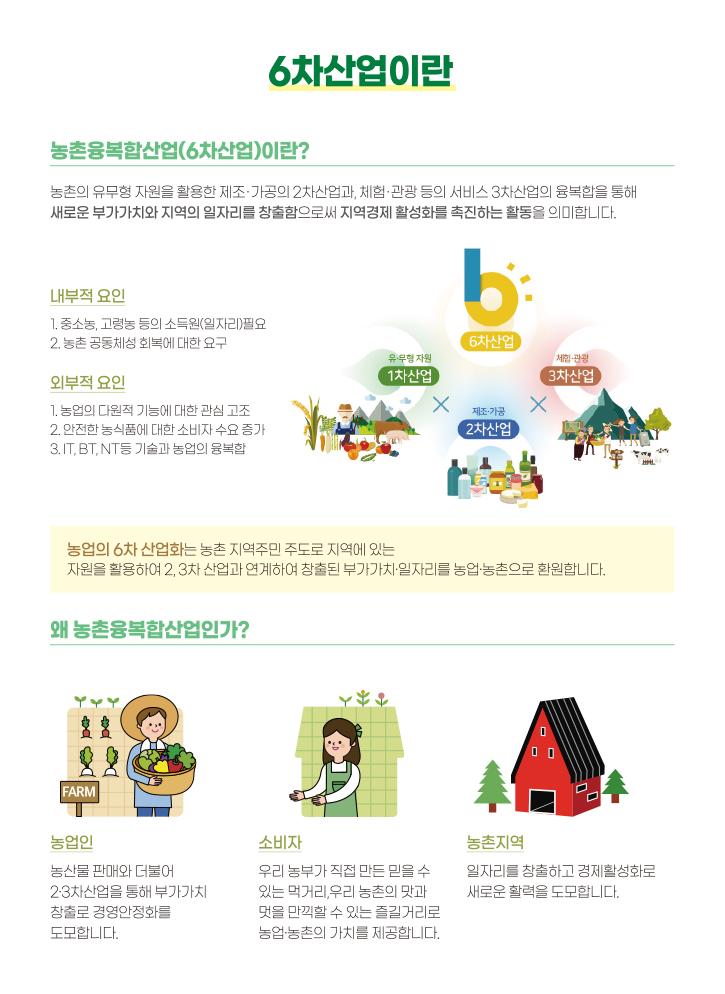 6차산업이란
농촌융복합산업(6차산업)이란?
농촌의 유무형 자원을 활용한 제조·가공의 2차산업과, 체험·관광 등의 서비스 3차산업의 융복합을 통해
새로운 부가가치와 지역의 일자리를 창출함으로써 지역경제 활성화를 촉진하는 활동을 의미합니다.
내부적 요인
1. 중소농, 고령농 등의 소득원(일자리)필요
2. 농촌 공동체성 회복에 대한 요구
외부적 요인
1. 농업의 다원적 기능에 대한 관심 고조
2. 안전한 농식품에 대한 소비자 수요 증가
3. IT, BT, NT등 기술과 농업의 융복합
6차산업
유·무형 자원
1차산업
체험·관광
3차산업
제조·가공
2차산업
농업의 6차 산업화는 농촌 지역주민 주도로 지역에 있는
자원을 활용하여 2, 3차 산업과 연계하여 창출된 부가가치·일자리를 농업·농촌으로 환원합니다.
왜 농촌융복합산업인가?
FARM
농업인
농산물 판매와 더불어
2·3차산업을 통해 부가가치
창출로 경영안정화를
도모합니다.
소비자
우리 농부가 직접 만든 믿을 수
있는 먹거리,우리 농촌의 맛과
멋을 만끽할 수 있는 즐길거리로
농업·농촌의 가치를 제공합니다.
농촌지역
일자리를 창출하고 경제활성화로
새로운 활력을 도모합니다.